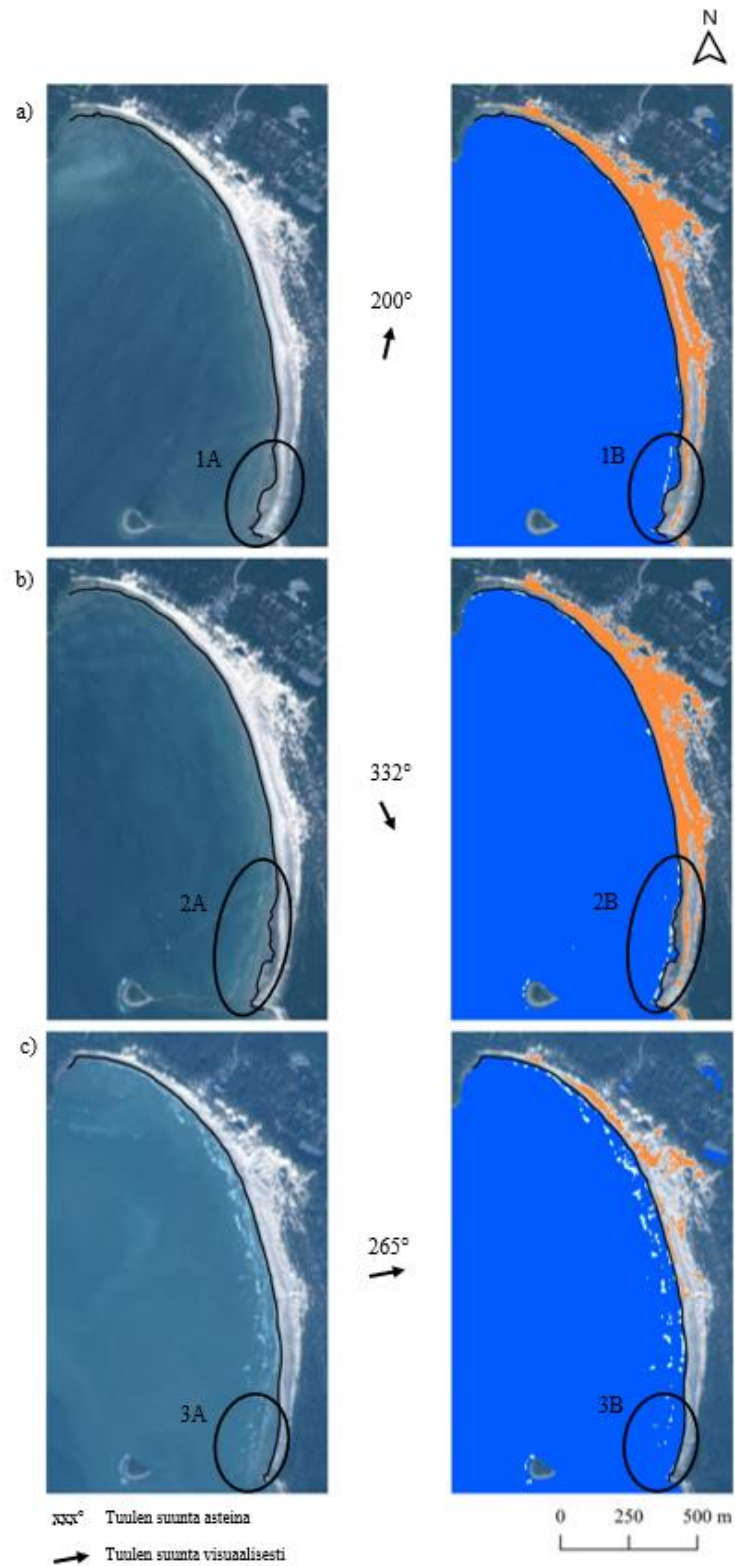 N
a)
200°
1A
1B
b)
332°
2A
2B
c)
265°
3A
3B
xxx° Tuulen suunta asteina
Tuulen suunta visuaalisesti
0 250 500 m